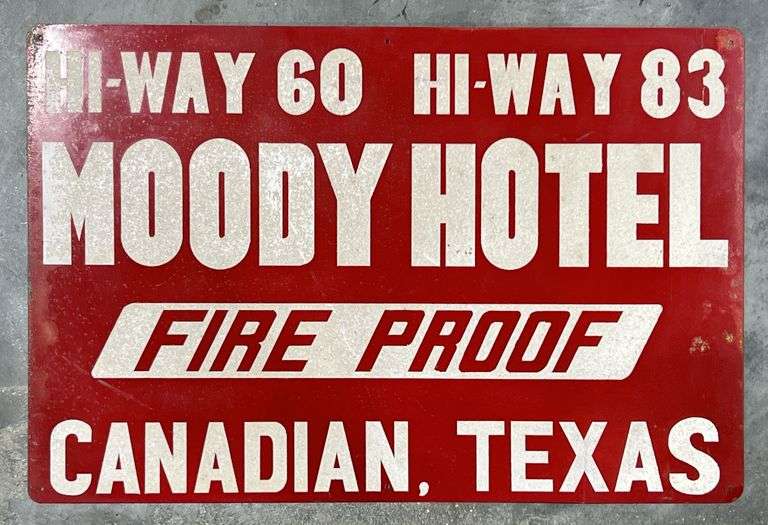 HI-WAY 60 HI-WAY 83
MOODY HOTEL
FIRE PROOF
CANADIAN, TEXAS